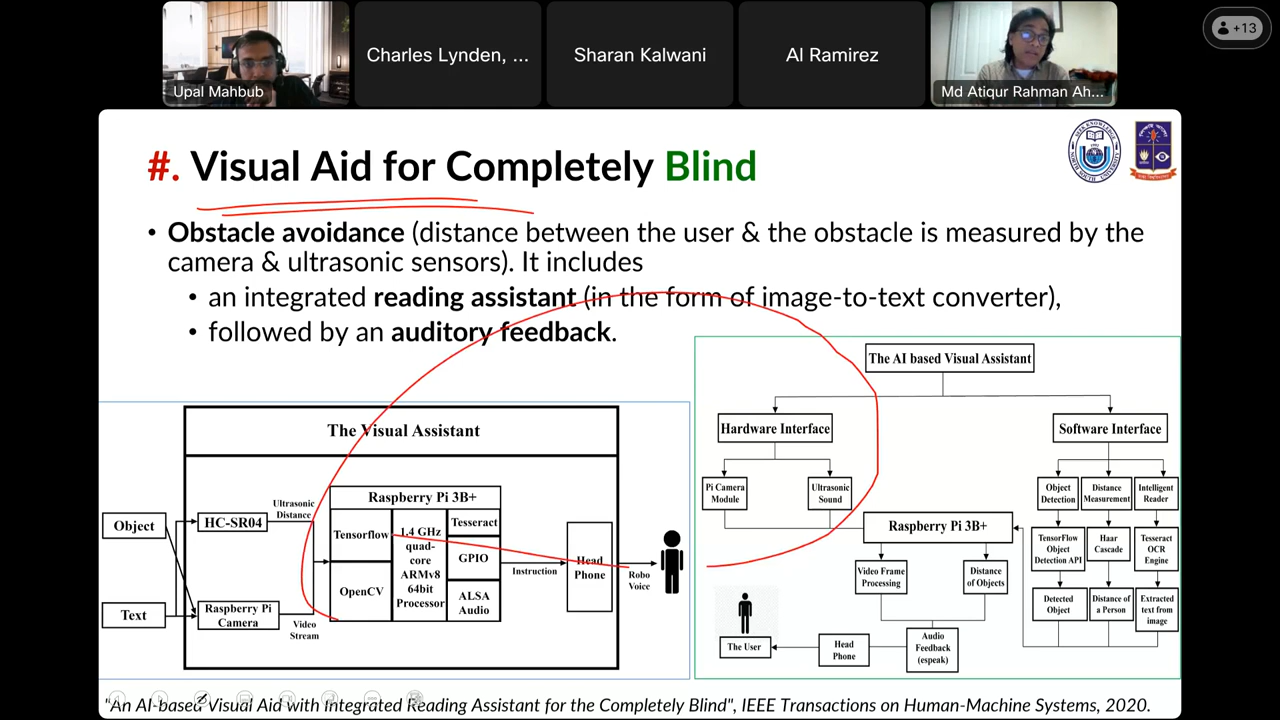 Upal Mahbub
Charles Lynden, ...
Sharan Kalwani
Al Ramirez
Md Atiqur Rahman Ah...
+13
#. Visual Aid for Completely Blind
• Obstacle avoidance (distance between the user & the obstacle is measured by the
camera & ultrasonic sensors). It includes
• an integrated reading assistant (in the form of image-to-text converter),
• followed by an auditory feedback.
The Visual Assistant
Object
Text
HC-SR04
Raspberry Pi
Camera
Ultrasonic
Distance
Video
Stream
Raspberry Pi 3B+
Tensorflow
OpenCV
1.4 GHz
quad-
core
ARMv8
64bit
Processor
Tesseract
GPIO
ALSA
Audio
Instruction
Head
Phone
Robo
Voice
The AI based Visual Assistant
Hardware Interface
Software Interface
Pi Camera
Module
Ultrasonic
Sound
Object
Detection
Distance
Measurement
Intelligent
Reader
Raspberry Pi 3B+
TensorFlow
Object
Detection API
Haar
Cascade
Tesseract
OCR
Engine
Video Frame
Processing
Distance
of Objects
Detected
Object
Distance of
a Person
Extracted
text from
image
The User
Head
Phone
Audio
Feedback
(espeak)
"An AI-based Visual Aid with Integrated Reading Assistant for the Completely Blind", IEEE Transactions on Human-Machine Systems, 2020.